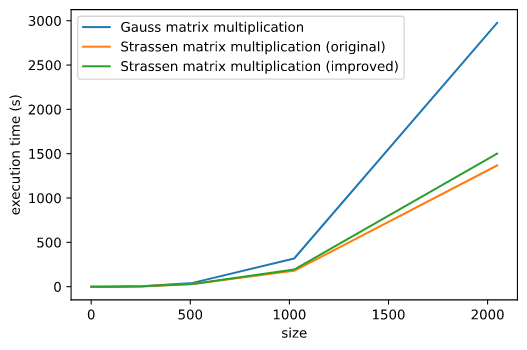 3000
2500
2000
1500
1000
500
0
execution time (s)
Gauss matrix multiplication
Strassen matrix multiplication (original)
Strassen matrix multiplication (improved)
0 500 1000 1500 2000
size